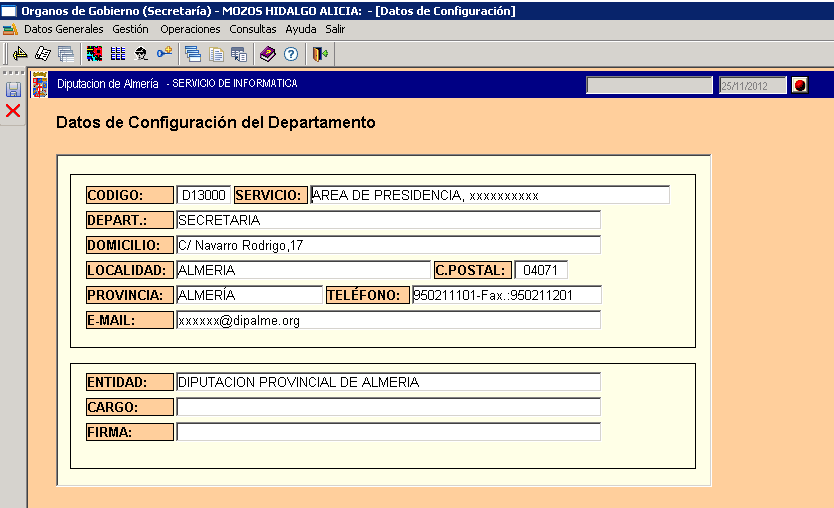 Organos de Gobierno (Secretaría) - MOZOS HIDALGO ALICIA: - [Datos de Configuración]
Datos Generales Gestión Operaciones Consultas Ayuda Salir
Diputacion de Almería - SERVICIO DE INFORMATICA 25/11/2012
Datos de Configuración del Departamento
CODIGO: D13000 SERVICIO: AREA DE PRESIDENCIA, xxxxxxxxxx
DEPART.: SECRETARIA
DOMICILIO: C/ Navarro Rodrigo,17
LOCALIDAD: ALMERIA C.POSTAL: 04071
PROVINCIA: ALMERÍA TELÉFONO: 950211101-Fax.:950211201
E-MAIL: xxxxxx@dipalme.org
ENTIDAD: DIPUTACION PROVINCIAL DE ALMERIA
CARGO:
FIRMA: